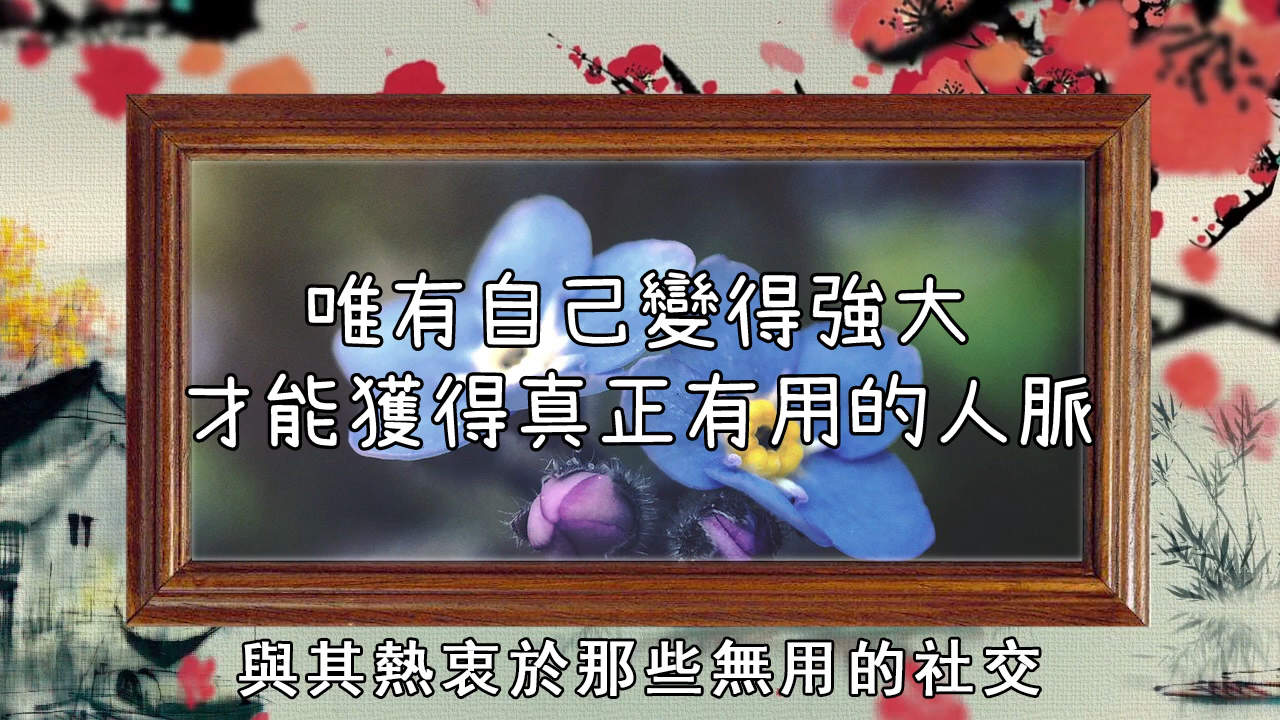 唯有自己變得強大
才能獲得真正有用的人脈
與其熱衷於那些無用的社交